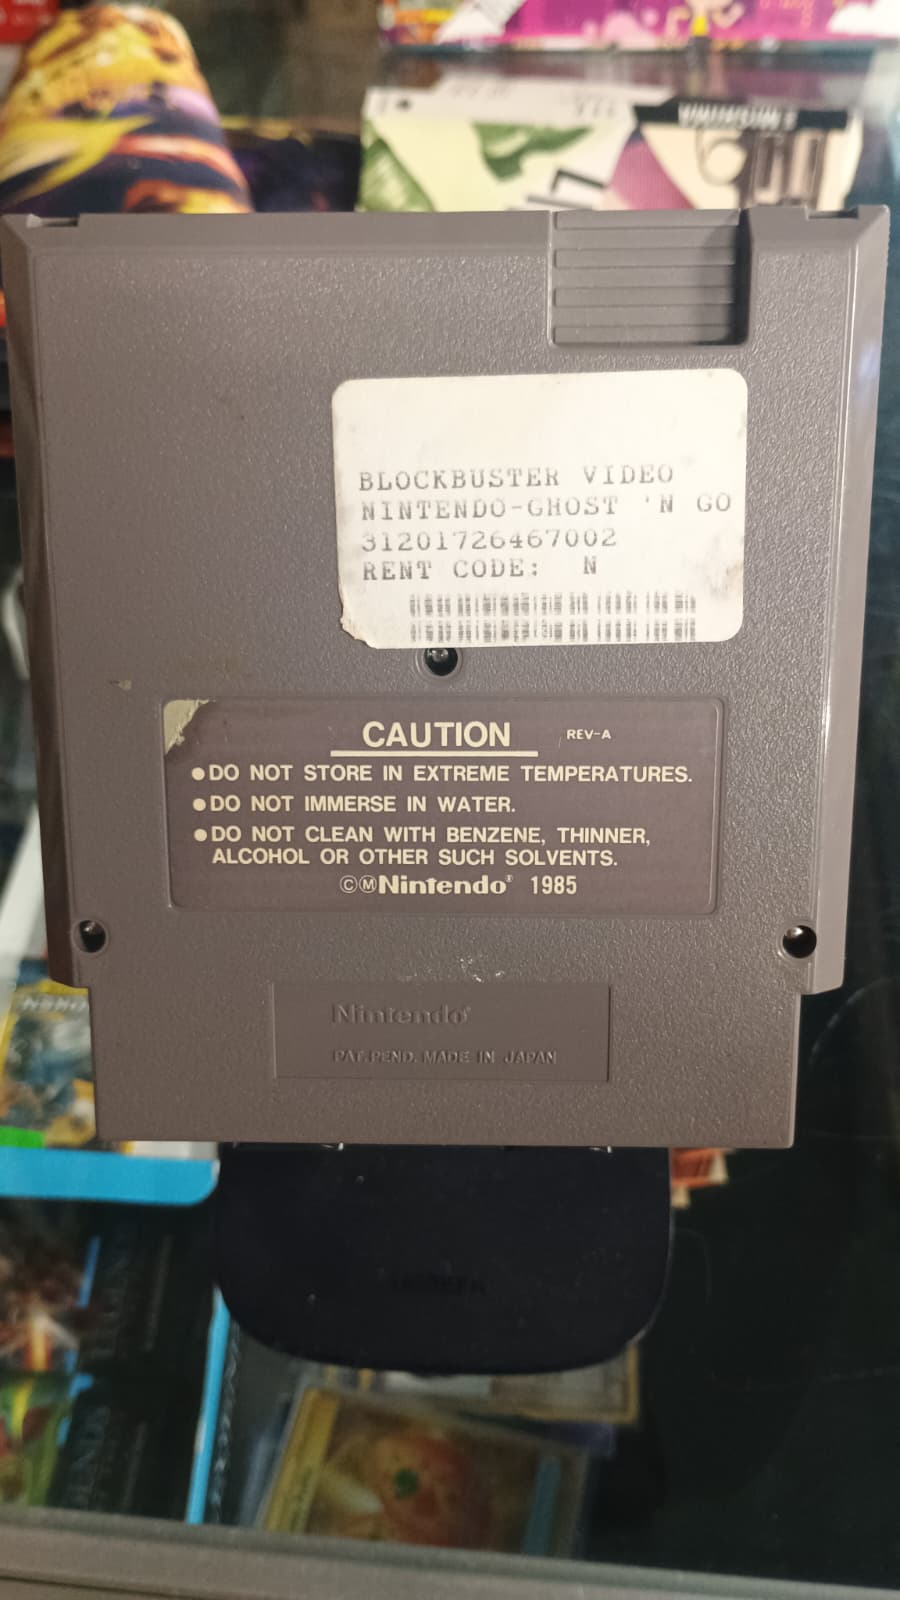 BLOCKBUSTER VIDEO
NINTENDO-GHOST 'N GO
31201726467002
RENT CODE: N
CAUTION REV-A
●DO NOT STORE IN EXTREME TEMPERATURES.
●DO NOT IMMERSE IN WATER.
●DO NOT CLEAN WITH BENZENE, THINNER,
ALCOHOL OR OTHER SUCH SOLVENTS.
©ⓂNintendo® 1985
Nintendo®
PAT. PEND. MADE IN JAPAN